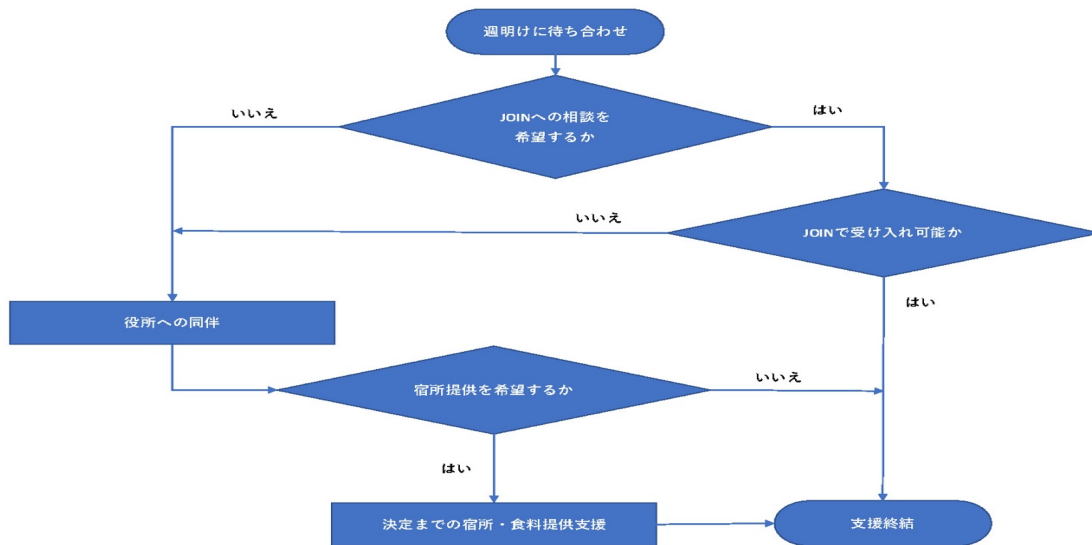 週明けに待ち合わせ
いいえ
JOINへの相談を
希望するか
はい
いいえ
JOINで受け入れ可能か
はい
役所への同伴
宿所提供を希望するか
いいえ
はい
決定までの宿所・食料提供支援
支援終結